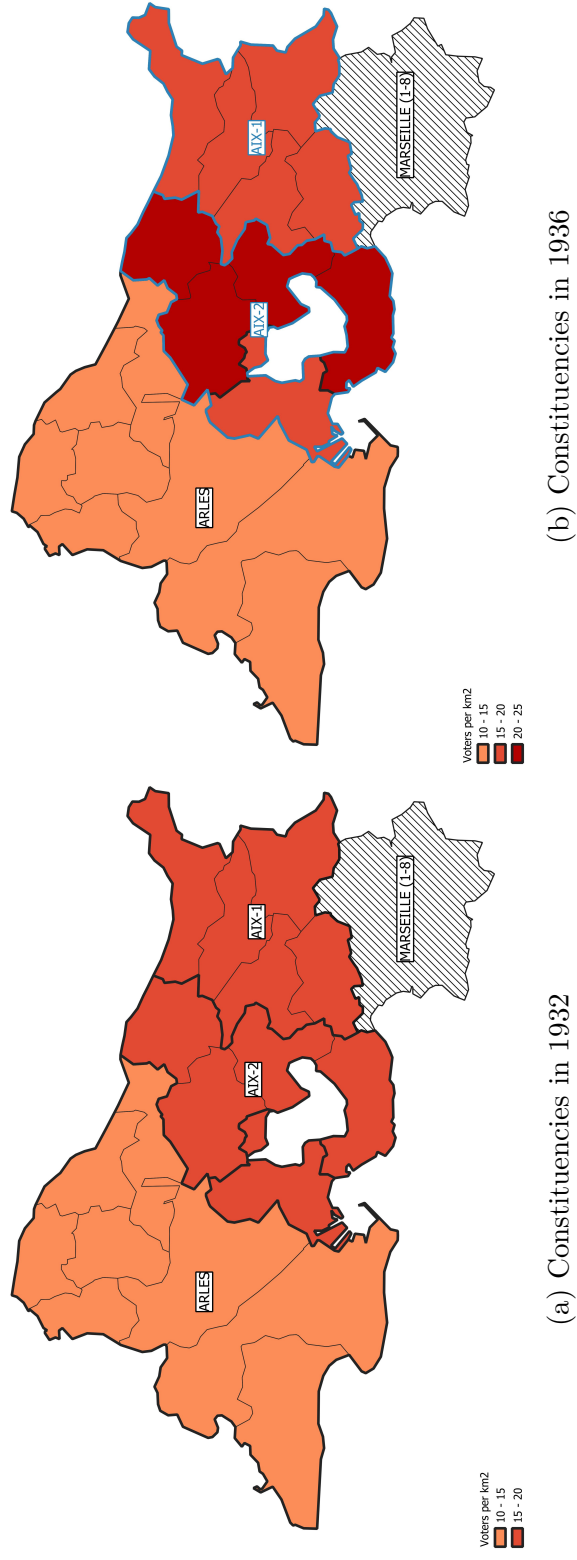 ARLES
AIX-2
AIX-1
MARSEILLE (1-8)
Voters per km2
10 - 15
15 - 20
(a) Constituencies in 1932
ARLES
AIX-2
AIX-1
MARSEILLE (1-8)
Voters per km2
10 - 15
15 - 20
20 - 25
(b) Constituencies in 1936